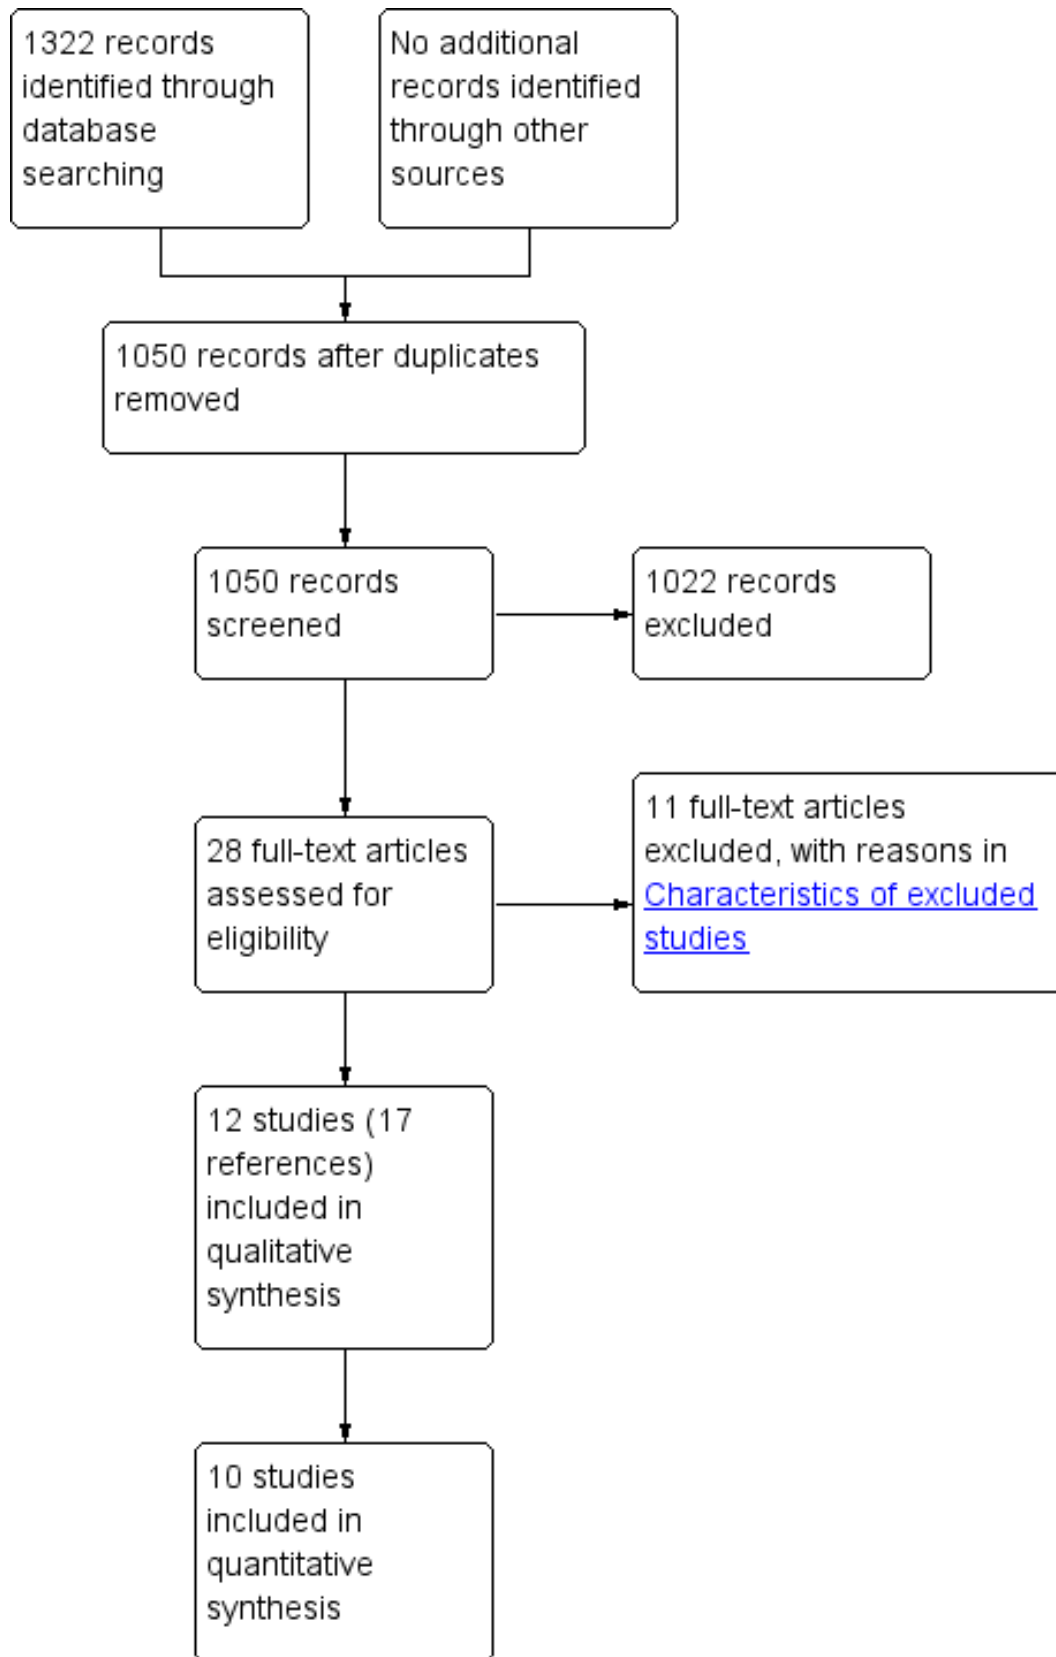 1322 records
identified through
database
searching
No additional
records identified
through other
sources
1050 records after duplicates
removed
1050 records
screened
1022 records
excluded
28 full-text articles
assessed for
eligibility
11 full-text articles
excluded, with reasons in
Characteristics of excluded
studies
12 studies (17
references)
included in
qualitative
synthesis
10 studies
included in
quantitative
synthesis